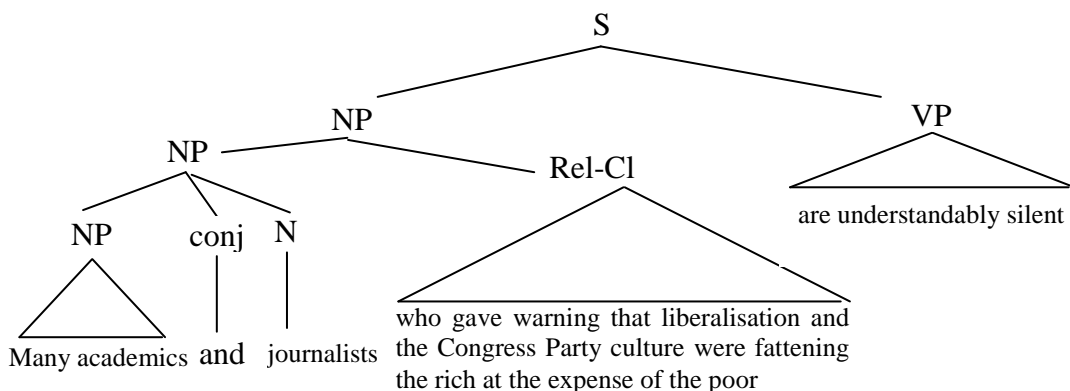 S
NP
VP
NP
Rel-Cl
are understandably silent
NP conj N
Many academics and journalists
who gave warning that liberalisation and
the Congress Party culture were fattening
the rich at the expense of the poor